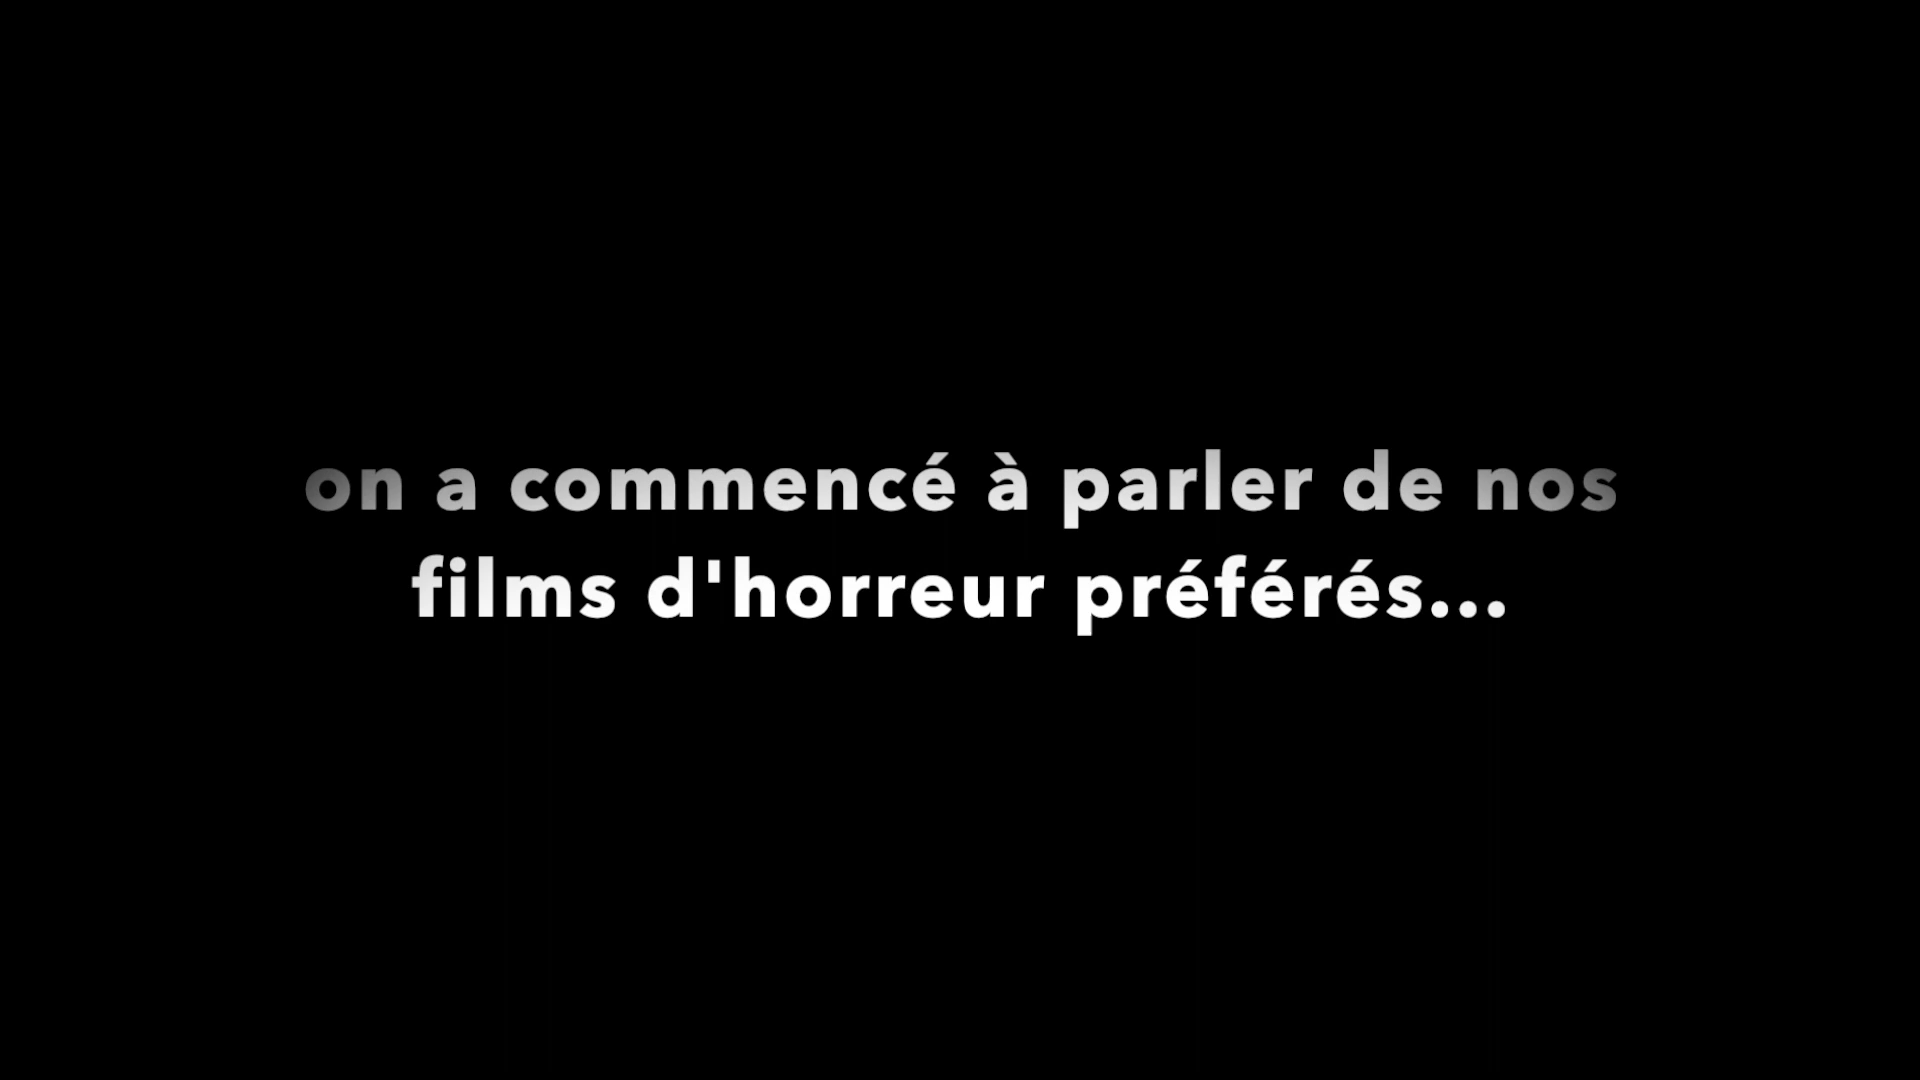 on a commencé à parler de nos
films d'horreur préférés...